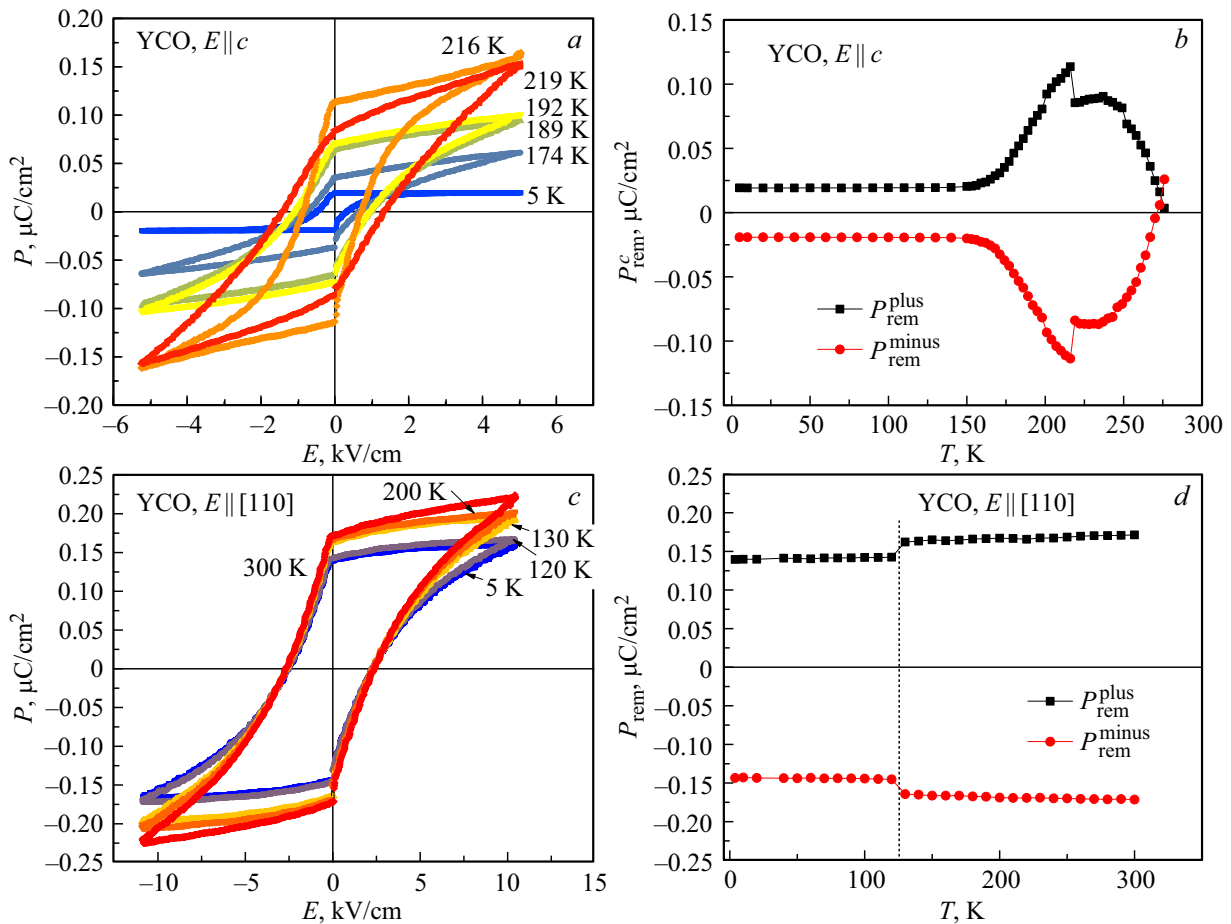 YCO, E∥c
a
216 K
219 K
192 K
189 K
174 K
5 K
0.20
0.15
0.10
0.05
0
–0.05
–0.10
–0.15
–0.20
P, μC/cm²
–6 –4 –2 0 2 4 6
E, kV/cm
YCO, E∥c
b
0.15
0.10
0.05
0
–0.05
–0.10
–0.15
P^c_rem, μC/cm²
P^plus_rem
P^minus_rem
0 50 100 150 200 250 300
T, K
YCO, E∥[110]
c
200 K
300 K
130 K
120 K
5 K
0.25
0.20
0.15
0.10
0.05
0
–0.05
–0.10
–0.15
–0.20
–0.25
P, μC/cm²
–10 –5 0 5 10 15
E, kV/cm
YCO, E∥[110]
d
0.25
0.20
0.15
0.10
0.05
0
–0.05
–0.10
–0.15
–0.20
–0.25
P_rem, μC/cm²
P^plus_rem
P^minus_rem
0 100 200 300
T, K